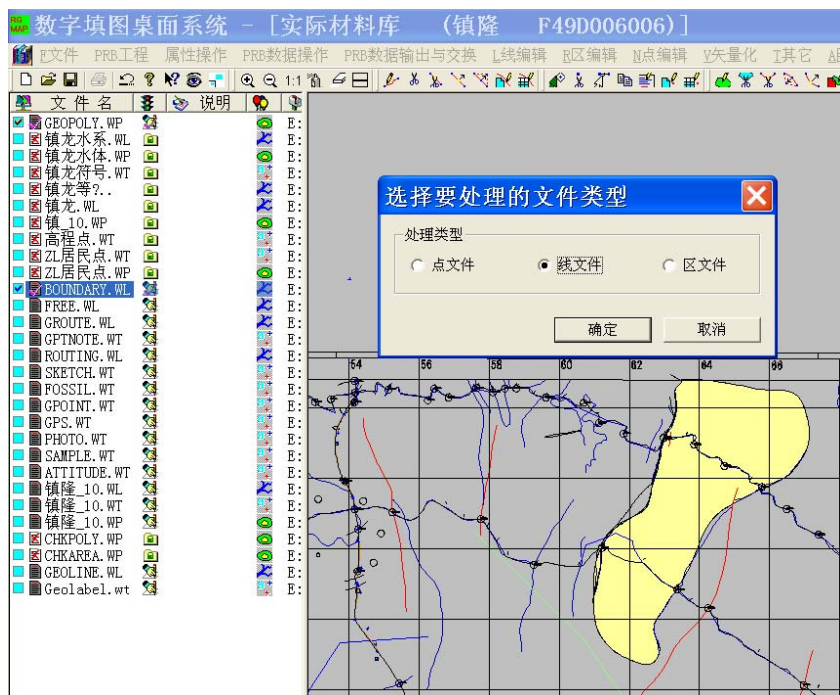 RG MAP 数字填图桌面系统 - [实际材料库 (镇隆 F49D006006)]
F文件 PRB工程 属性操作 PRB数据操作 PRB数据输出与交换 L线编辑 R区编辑 N点编辑 V矢量化 T其它
1:1
文件名 说明
GEOPOLY.WP E:
镇龙水系.WL E:
镇龙水体.WP E:
镇龙符号.WT E:
镇龙等?.. E:
镇龙.WL E:
镇_10.WP E:
高程点.WT E:
ZL居民点.WT E:
ZL居民点.WP E:
BOUNDARY.WL E:
FREE.WL E:
GROUTE.WL E:
GPTNOTE.WT E:
ROUTING.WL E:
SKETCH.WT E:
FOSSIL.WT E:
GPOINT.WT E:
GPS.WT E:
PHOTO.WT E:
SAMPLE.WT E:
ATTITUDE.WT E:
镇隆_10.WL E:
镇隆_10.WT E:
镇隆_10.WP E:
CHKPOLY.WP E:
CHKAREA.WP E:
GEOLINE.WL E:
Geolabel.wt E:
选择要处理的文件类型
处理类型
点文件 线文件 区文件
确定 取消
54 56 58 60 62 64 66